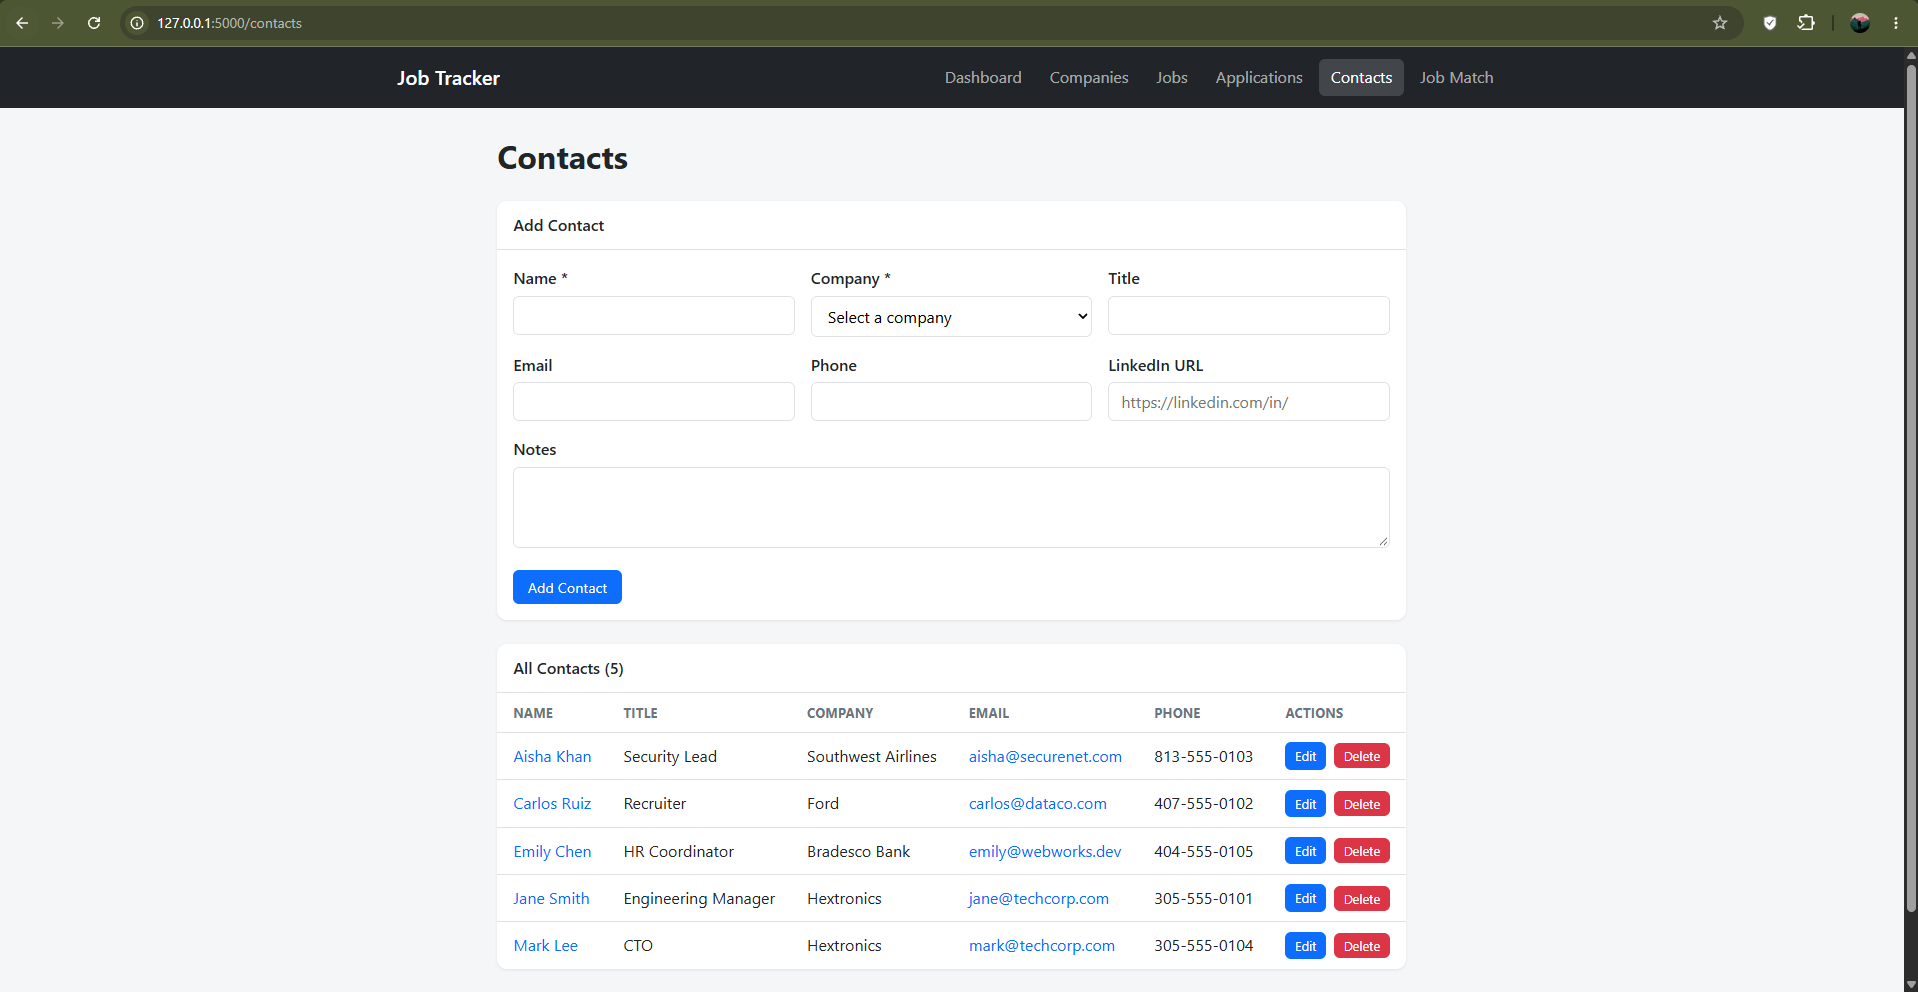 127.0.0.1:5000/contacts
Job Tracker Dashboard Companies Jobs Applications Contacts Job Match
Contacts
Add Contact
Name * Company * Title
Select a company
Email Phone LinkedIn URL
https://linkedin.com/in/
Notes
Add Contact
All Contacts (5)
NAME TITLE COMPANY EMAIL PHONE ACTIONS
Aisha Khan Security Lead Southwest Airlines aisha@securenet.com 813-555-0103 Edit Delete
Carlos Ruiz Recruiter Ford carlos@dataco.com 407-555-0102 Edit Delete
Emily Chen HR Coordinator Bradesco Bank emily@webworks.dev 404-555-0105 Edit Delete
Jane Smith Engineering Manager Hextronics jane@techcorp.com 305-555-0101 Edit Delete
Mark Lee CTO Hextronics mark@techcorp.com 305-555-0104 Edit Delete